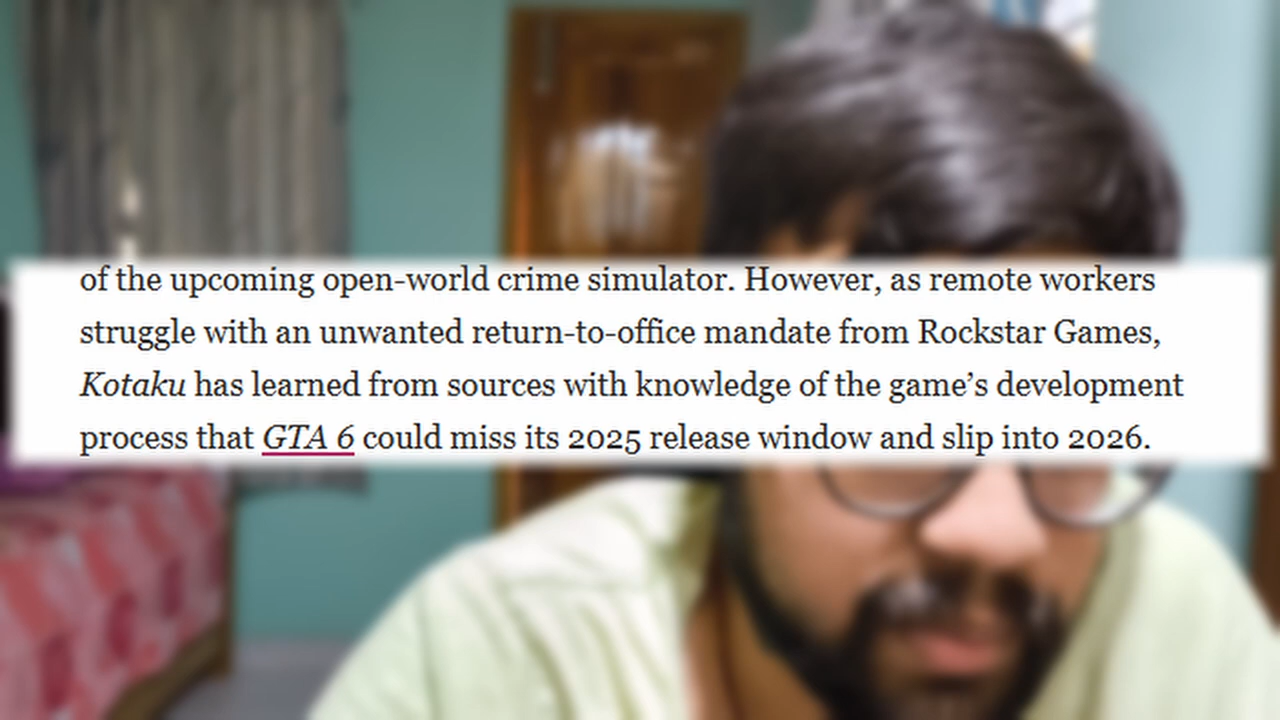 of the upcoming open-world crime simulator. However, as remote workers
struggle with an unwanted return-to-office mandate from Rockstar Games,
Kotaku has learned from sources with knowledge of the game’s development
process that GTA 6 could miss its 2025 release window and slip into 2026.